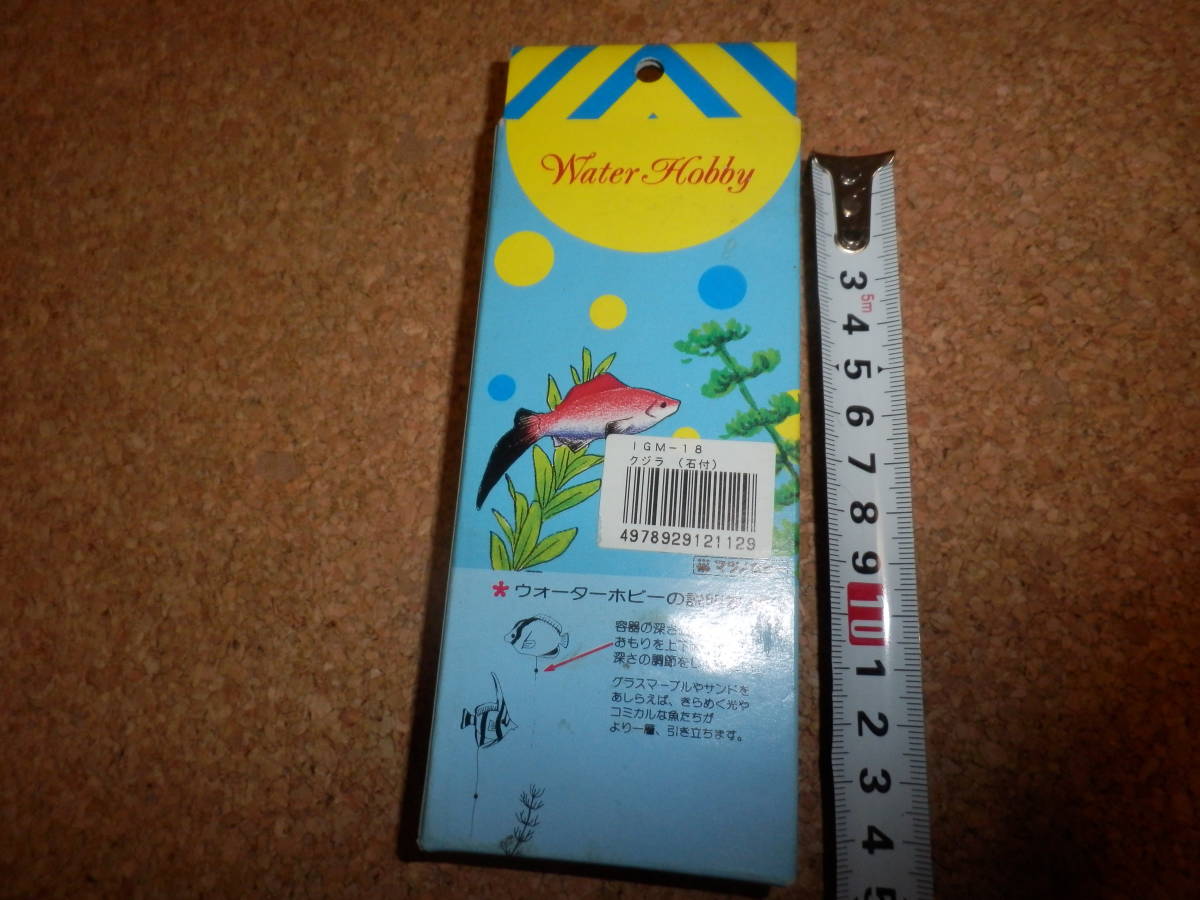 Water Hobby
IGM-18
クジラ (石付)
4978929121129
*ウォーターホビーの説明
容器の深さ
おもりを上下
深さの調節をし
グラスマーブルやサンドを
あしらえば、きらめく光や
コミカルな魚たちが
より一層、引き立ちます。
3
5m
4
5
6
7
8
9
10
1
2
3
4
5